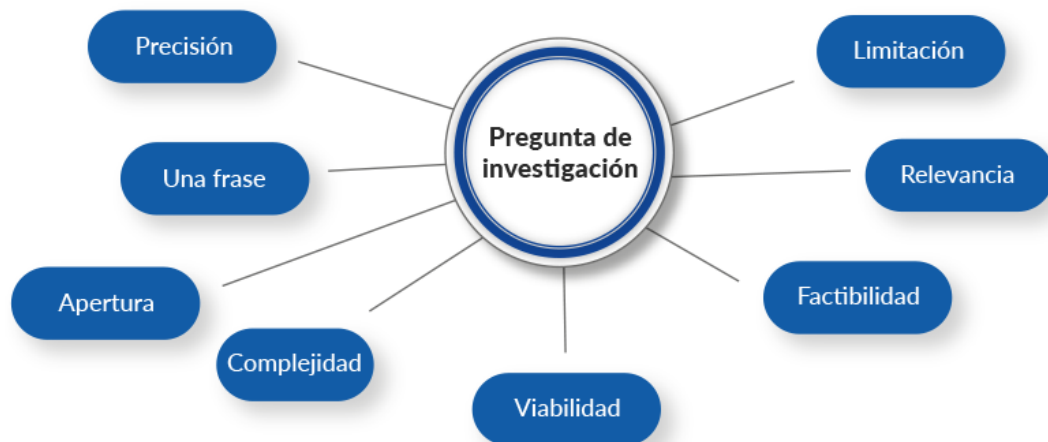 Precisión
Limitación
Pregunta de
investigación
Una frase
Relevancia
Apertura
Factibilidad
Complejidad
Viabilidad